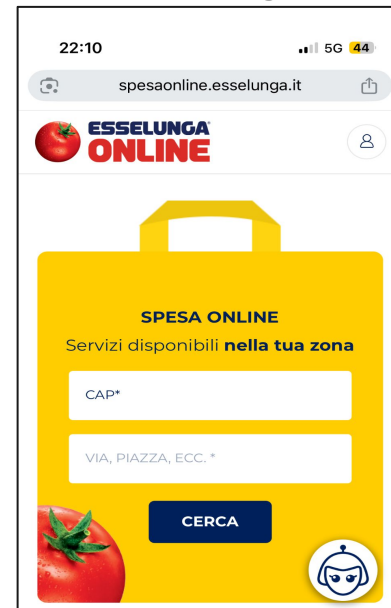 22:10
5G 44
spesaonline.esselunga.it
ESSELUNGA
ONLINE
SPESA ONLINE
Servizi disponibili nella tua zona
CAP*
VIA, PIAZZA, ECC. *
CERCA